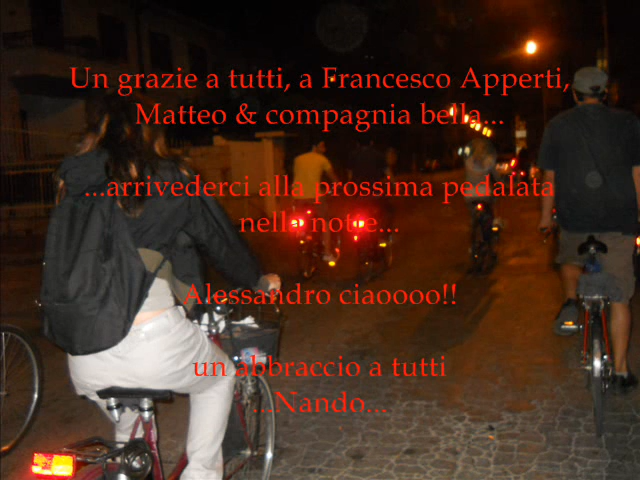 Un grazie a tutti, a Francesco Apperti,
Matteo & compagnia bella...
...arrivederci alla prossima pedalata
nella notte...
Alessandro ciaoooo!!
un abbraccio a tutti
...Nando...